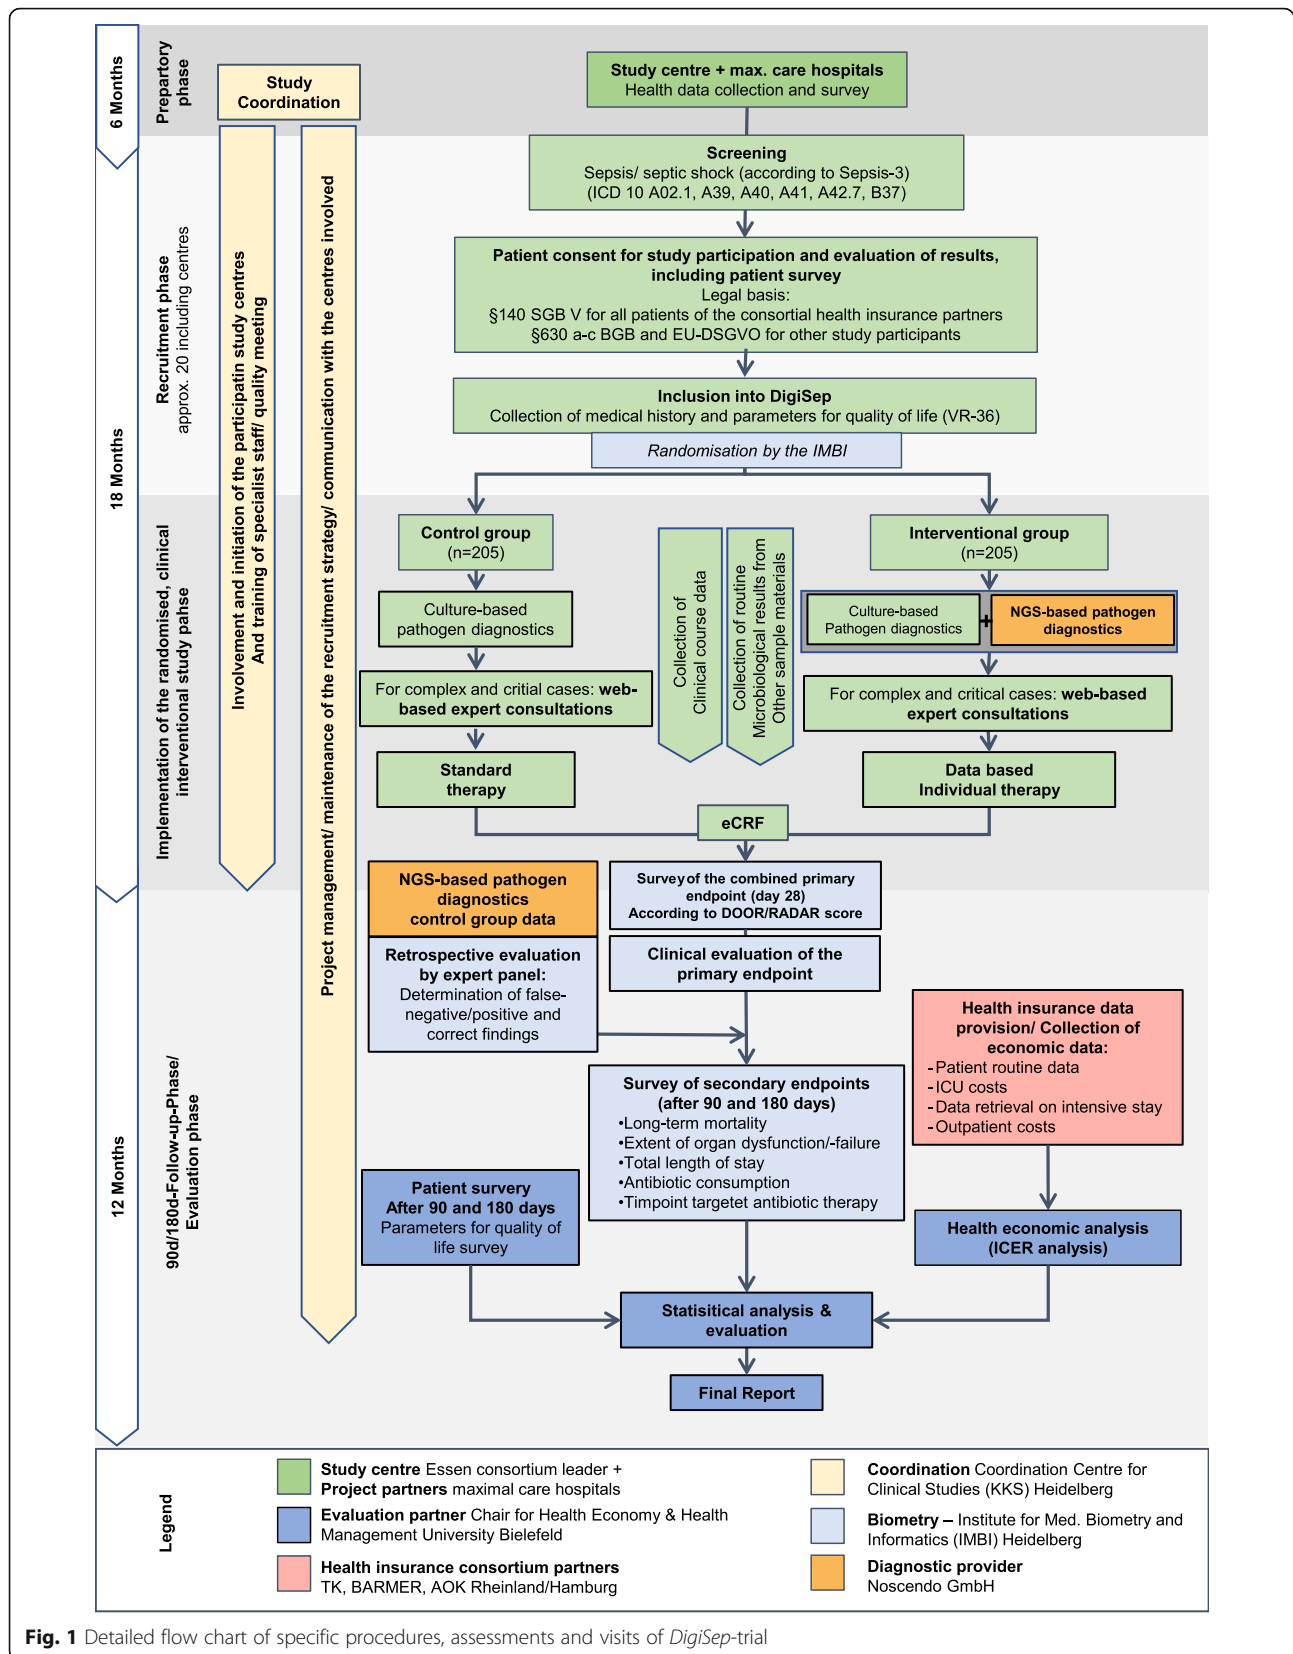 6 Months
Prepartory
phase
Study
Coordination
Study centre + max. care hospitals
Health data collection and survey
18 Months
Recruitment phase
approx. 20 including centres
Involvement and initiation of the participatin study centres
And training of specialist staff/ quality meeting
Project management/ maintenance of the recruitment strategy/ communication with the centres involved
Screening
Sepsis/ septic shock (according to Sepsis-3)
(ICD 10 A02.1, A39, A40, A41, A42.7, B37)
Patient consent for study participation and evaluation of results,
including patient survey
Legal basis:
§140 SGB V for all patients of the consortial health insurance partners
§630 a-c BGB and EU-DSGVO for other study participants
Inclusion into DigiSep
Collection of medical history and parameters for quality of life (VR-36)
Randomisation by the IMBI
Implementation of the randomised, clinical
interventional study pahse
Control group
(n=205)
Culture-based
pathogen diagnostics
For complex and critial cases: web-
based expert consultations
Standard
therapy
Collection of
Clinical course data
Collection of routine
Microbiological results from
Other sample materials
Interventional group
(n=205)
Culture-based
Pathogen diagnostics
+
NGS-based pathogen
diagnostics
For complex and critical cases: web-based
expert consultations
Data based
Individual therapy
eCRF
12 Months
90d/180d-Follow-up-Phase/
Evaluation phase
NGS-based pathogen
diagnostics
control group data
Retrospective evaluation
by expert panel:
Determination of false-
negative/positive and
correct findings
Survey of the combined primary
endpoint (day 28)
According to DOOR/RADAR score
Clinical evaluation of the
primary endpoint
Health insurance data
provision/ Collection of
economic data:
-Patient routine data
-ICU costs
-Data retrieval on intensive stay
-Outpatient costs
Survey of secondary endpoints
(after 90 and 180 days)
•Long-term mortality
•Extent of organ dysfunction/-failure
•Total length of stay
•Antibiotic consumption
•Timpoint targetet antibiotic therapy
Patient survery
After 90 and 180 days
Parameters for quality of
life survey
Health economic analysis
(ICER analysis)
Statisitical analysis &
evaluation
Final Report
Legend
Study centre Essen consortium leader +
Project partners maximal care hospitals
Evaluation partner Chair for Health Economy & Health
Management University Bielefeld
Health insurance consortium partners
TK, BARMER, AOK Rheinland/Hamburg
Coordination Coordination Centre for
Clinical Studies (KKS) Heidelberg
Biometry – Institute for Med. Biometry and
Informatics (IMBI) Heidelberg
Diagnostic provider
Noscendo GmbH
Fig. 1 Detailed flow chart of specific procedures, assessments and visits of DigiSep-trial